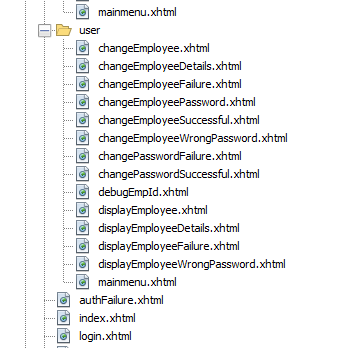 mainmenu.xhtml
user
changeEmployee.xhtml
changeEmployeeDetails.xhtml
changeEmployeeFailure.xhtml
changeEmployeePassword.xhtml
changeEmployeeSuccessful.xhtml
changeEmployeeWrongPassword.xhtml
changePasswordFailure.xhtml
changePasswordSuccessful.xhtml
debugEmpId.xhtml
displayEmployee.xhtml
displayEmployeeDetails.xhtml
displayEmployeeFailure.xhtml
displayEmployeeWrongPassword.xhtml
mainmenu.xhtml
authFailure.xhtml
index.xhtml
login.xhtml